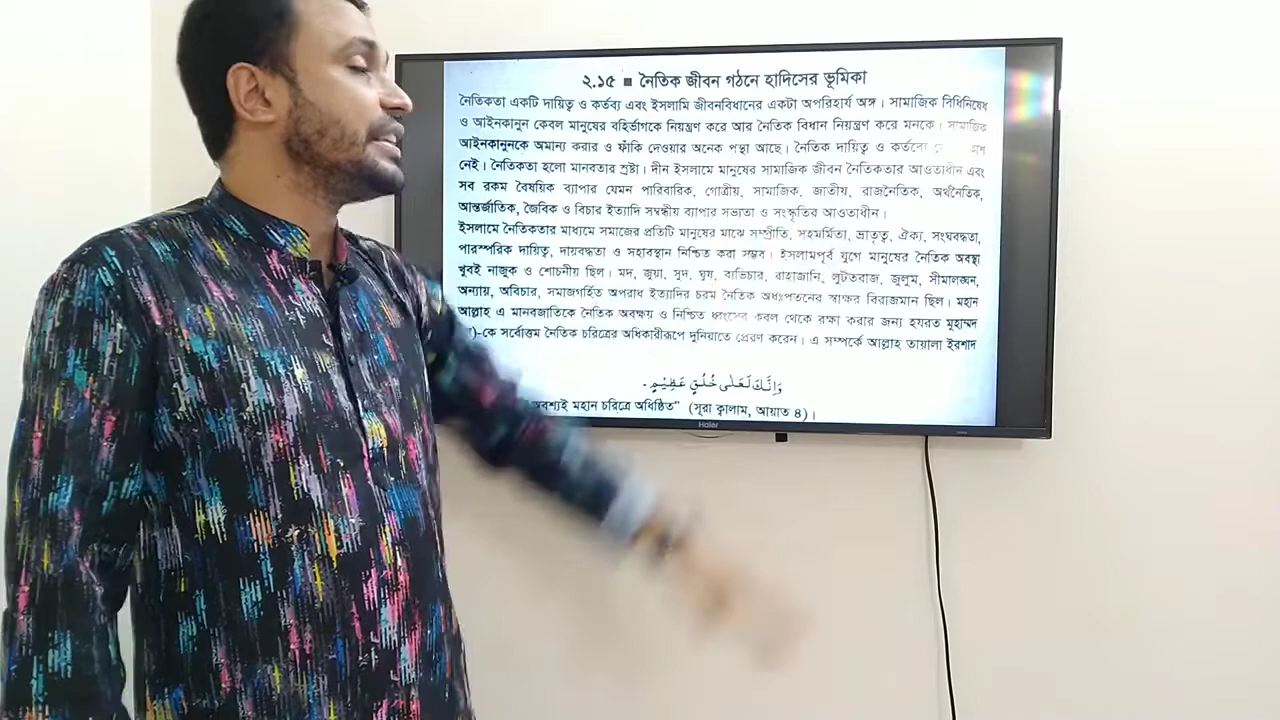 ২.১৫ ■ নৈতিক জীবন গঠনে হাদিসের ভূমিকা
নৈতিকতা একটি দায়িত্ব ও কর্তব্য এবং ইসলামি জীবনবিধানের একটা অপরিহার্য অঙ্গ। সামাজিক বিধিনিষেধ
ও আইনকানুন কেবল মানুষের বহির্ভাগকে নিয়ন্ত্রণ করে আর নৈতিক বিধান নিয়ন্ত্রণ করে মনকে। সামাজিক
আইনকানুনকে অমান্য করার ও ফাঁকি দেওয়ার অনেক পন্থা আছে। নৈতিক দায়িত্ব ও কর্তব্যে
নেই। নৈতিকতা হলো মানবতার স্রষ্টা। দীন ইসলামে মানুষের সামাজিক জীবন নৈতিকতার আওতাধীন এবং
সব রকম বৈষয়িক ব্যাপার যেমন পারিবারিক, গোত্রীয়, সামাজিক, জাতীয়, রাজনৈতিক, অর্থনৈতিক,
আন্তর্জাতিক, জৈবিক ও বিচার ইত্যাদি সম্বন্ধীয় ব্যাপার সভ্যতা ও সংস্কৃতির আওতাধীন।
ইসলামে নৈতিকতার মাধ্যমে সমাজের প্রতিটি মানুষের মাঝে সম্প্রীতি, সহমর্মিতা, ভ্রাতৃত্ব, ঐক্য, সংঘবদ্ধতা,
পারস্পরিক দায়িত্ব, দায়বদ্ধতা ও সহাবস্থান নিশ্চিত করা সম্ভব। ইসলামপূর্ব যুগে মানুষের নৈতিক অবস্থা
খুবই নাজুক ও শোচনীয় ছিল। মদ, জুয়া, সুদ, ঘুষ, ব্যভিচার, রাহাজানি, লুটতরাজ, জুলুম, সীমালঙ্ঘন,
অন্যায়, অবিচার, সমাজগর্হিত অপরাধ ইত্যাদির চরম নৈতিক অধঃপতনের স্বাক্ষর বিরাজমান ছিল। মহান
আল্লাহ এ মানবজাতিকে নৈতিক অবক্ষয় ও নিশ্চিত ধ্বংসের কবল থেকে রক্ষা করার জন্য হযরত মুহাম্মদ
)-কে সর্বোত্তম নৈতিক চরিত্রের অধিকারীরূপে দুনিয়াতে প্রেরণ করেন। এ সম্পর্কে আল্লাহ তায়ালা ইরশাদ
وَاِنَّكَ لَعَلٰى خُلُقٍ عَظِيْمٍ۔
অবশ্যই মহান চরিত্রে অধিষ্ঠিত” (সূরা ক্বালাম, আয়াত ৪)।
Haier